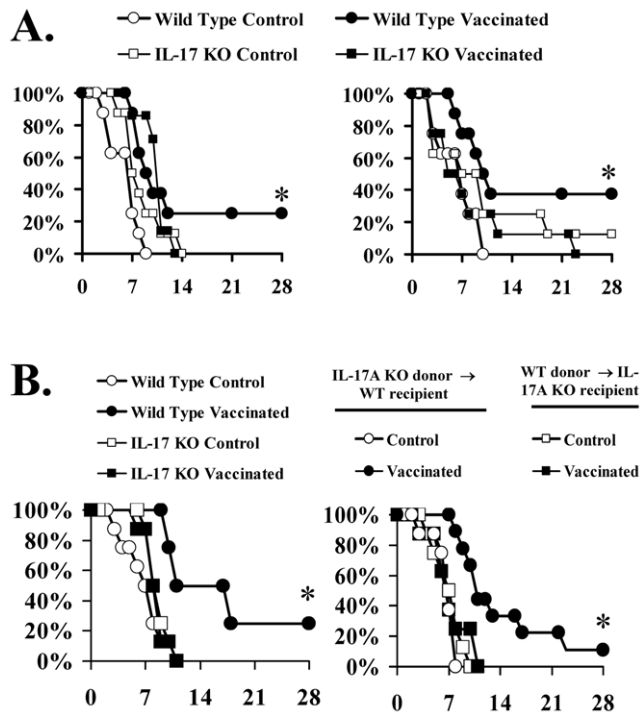 A.
Wild Type Control
Wild Type Vaccinated
IL-17 KO Control
IL-17 KO Vaccinated
100%
80%
60%
40%
20%
0%
*
0 7 14 21 28
100%
80%
60%
40%
20%
0%
*
0 7 14 21 28
B.
Wild Type Control
Wild Type Vaccinated
IL-17 KO Control
IL-17 KO Vaccinated
IL-17A KO donor →
WT recipient
Control
Vaccinated
WT donor → IL-
17A KO recipient
Control
Vaccinated
100%
80%
60%
40%
20%
0%
*
0 7 14 21 28
100%
80%
60%
40%
20%
0%
*
0 7 14 21 28